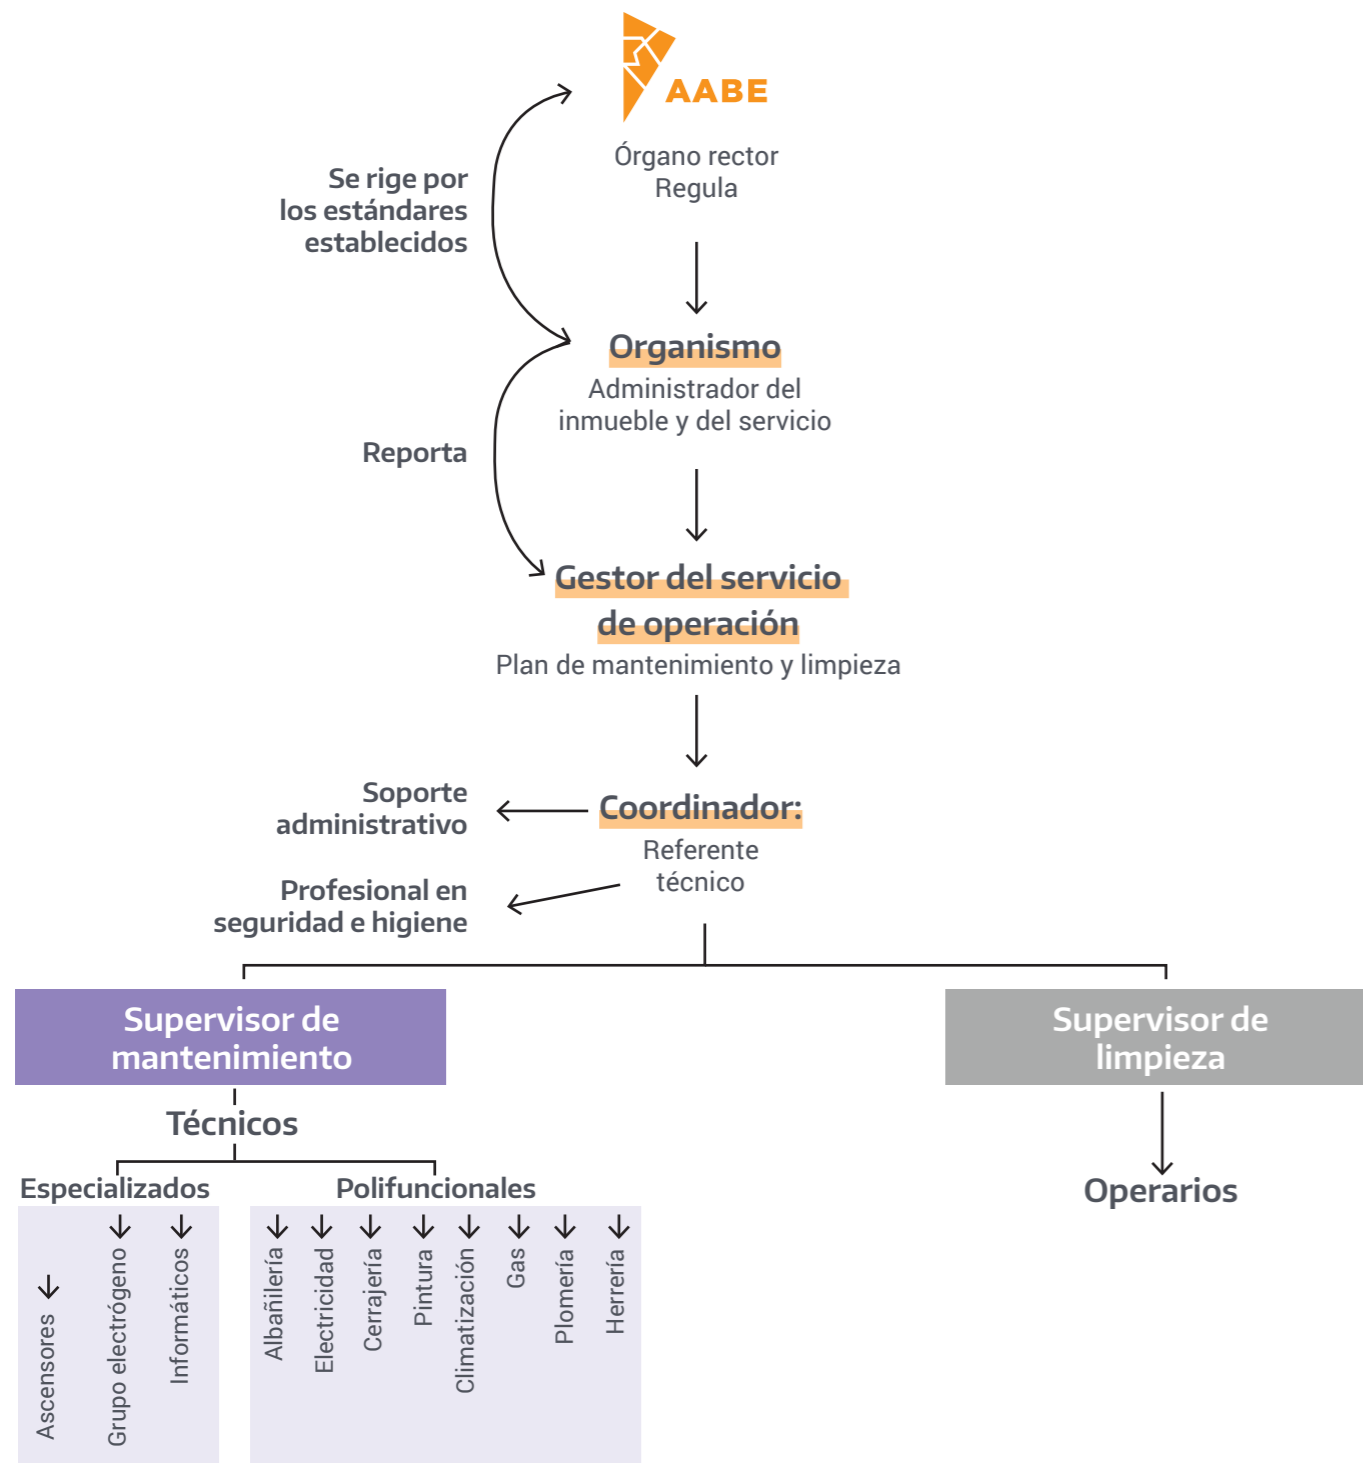 AABE
Órgano rector
Regula
Se rige por
los estándares
establecidos
Organismo
Administrador del
inmueble y del servicio
Reporta
Gestor del servicio
de operación
Plan de mantenimiento y limpieza
Soporte
administrativo
Coordinador:
Referente
técnico
Profesional en
seguridad e higiene
Supervisor de
mantenimiento
Supervisor de
limpieza
Técnicos
Especializados
Polifuncionales
Operarios
Ascensores
Grupo electrógeno
Informáticos
Albañilería
Electricidad
Cerrajería
Pintura
Climatización
Gas
Plomería
Herrería